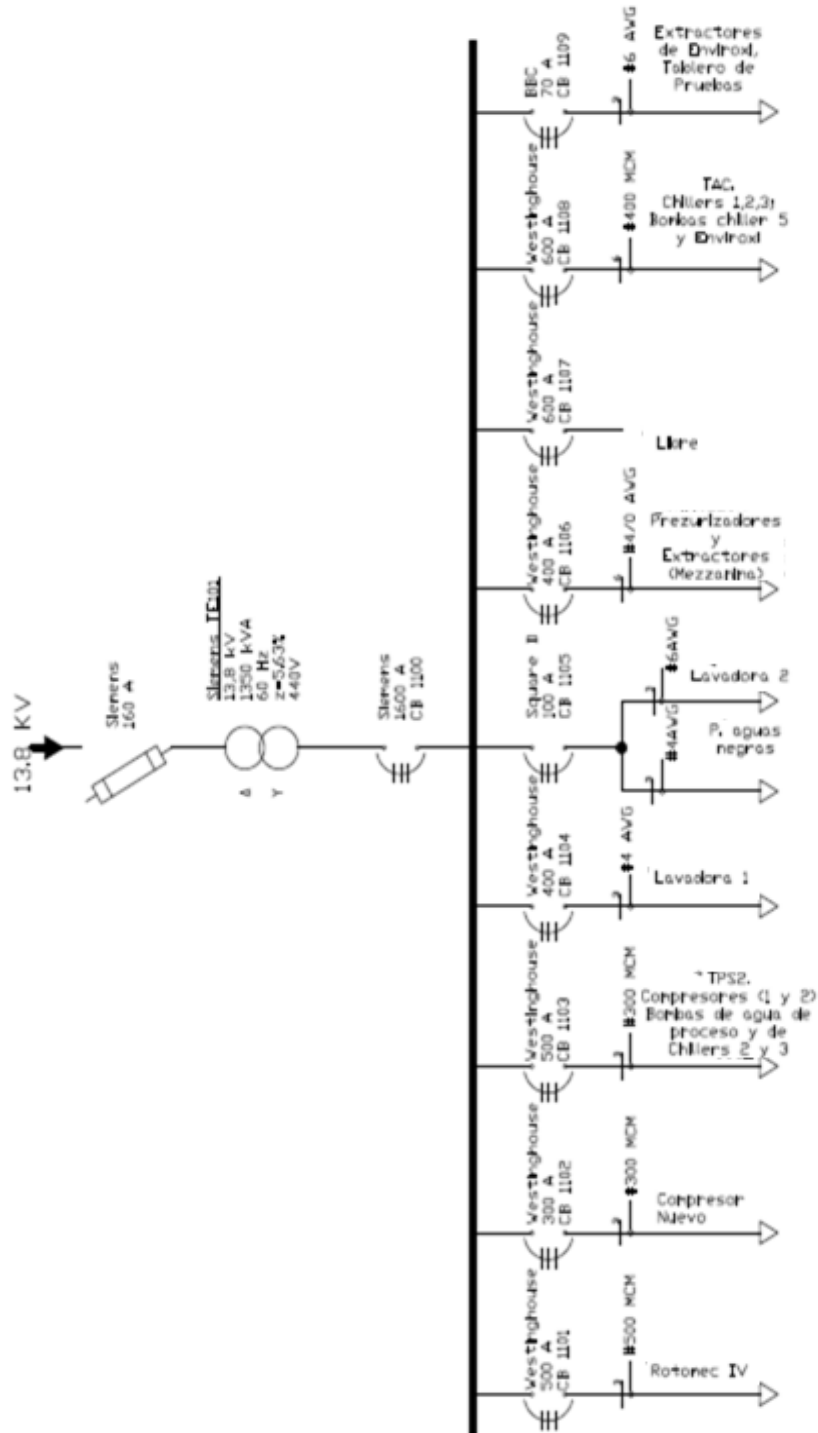 13.8 KV
Siemens
160 A
Siemens TE101
13,8 kV
1350 kVA
60 Hz
z=5,63%
440V
Δ
Y
Siemens
1600 A
CB 1100
BBC
70 A
CB 1109
#6 AWG
Extractores
de Enviroxi,
Tablero de
Pruebas
Westinghouse
600 A
CB 1108
#400 MCM
TAC.
Chillers 1,2,3;
Bombas chiller 5
y Enviroxi
Westinghouse
600 A
CB 1107
Libre
Westinghouse
400 A
CB 1106
#4/0 AWG
Prezurizadores
y
Extractores
(Mezzanina)
Square D
100 A
CB 1105
#6AWG
Lavadora 2
#4AWG
P. aguas
negras
Westinghouse
400 A
CB 1104
#4 AWG
Lavadora 1
Westinghouse
500 A
CB 1103
#300 MCM
TPS2.
Compresores (1 y 2)
Bombas de agua de
proceso y de
Chillers 2 y 3
Westinghouse
300 A
CB 1102
#300 MCM
Compresor
Nuevo
Westinghouse
500 A
CB 1101
#500 MCM
Rotomec IV